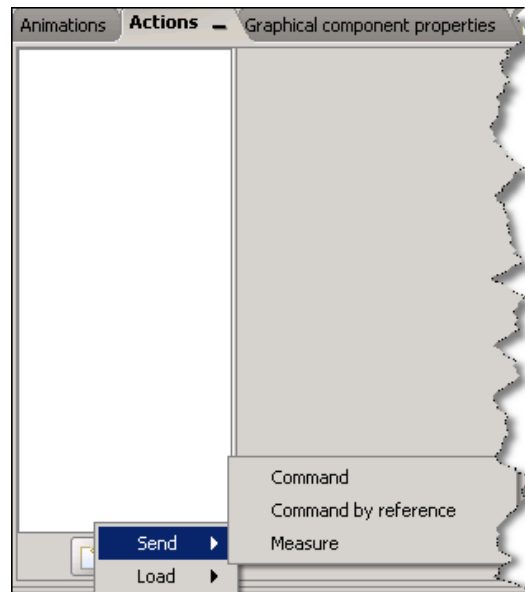 Animations Actions Graphical component properties
Command
Command by reference
Send Measure
Load